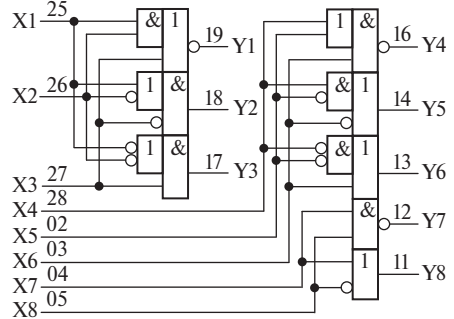 X1 25 & 1 19 Y1
X2 26 1 & 18 Y2
1 & 17 Y3
X3 27
X4 28
X5 02
X6 03
X7 04
X8 05
1 & 16 Y4
& 1 14 Y5
1 & 13 Y6
& 12 Y7
1 11 Y8